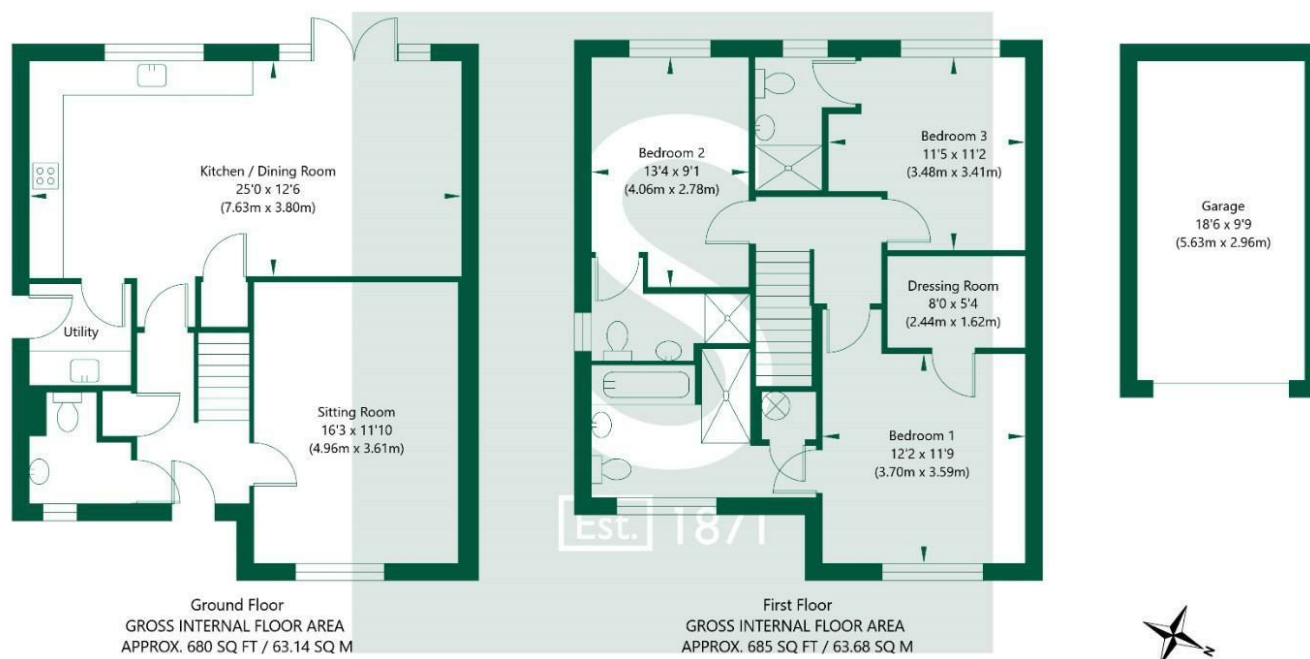 Kitchen / Dining Room
25'0 x 12'6
(7.63m x 3.80m)
Utility
Sitting Room
16'3 x 11'10
(4.96m x 3.61m)
Ground Floor
GROSS INTERNAL FLOOR AREA
APPROX. 680 SQ FT / 63.14 SQ M
Bedroom 2
13'4 x 9'1
(4.06m x 2.78m)
Bedroom 3
11'5 x 11'2
(3.48m x 3.41m)
Dressing Room
8'0 x 5'4
(2.44m x 1.62m)
Bedroom 1
12'2 x 11'9
(3.70m x 3.59m)
S
Est. 1871
First Floor
GROSS INTERNAL FLOOR AREA
APPROX. 685 SQ FT / 63.68 SQ M
Garage
18'6 x 9'9
(5.63m x 2.96m)
N